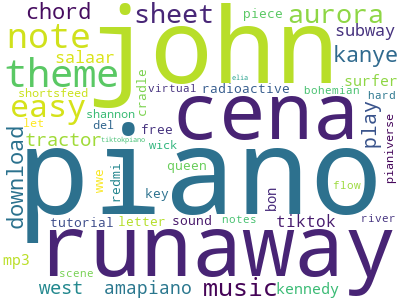 chord sheet john aurora
note piece subway
theme cena kanye
salaar cradle surfer
shortsfeed virtual radioactive elia bohemian hard
easy shannon
let del free play
download tractor tiktokpiano piano wick pianiverse
wwe redmi queen flow
key bon
tutorial letter sound notes tiktok river
mp3 runaway
scene
west amapiano music kennedy